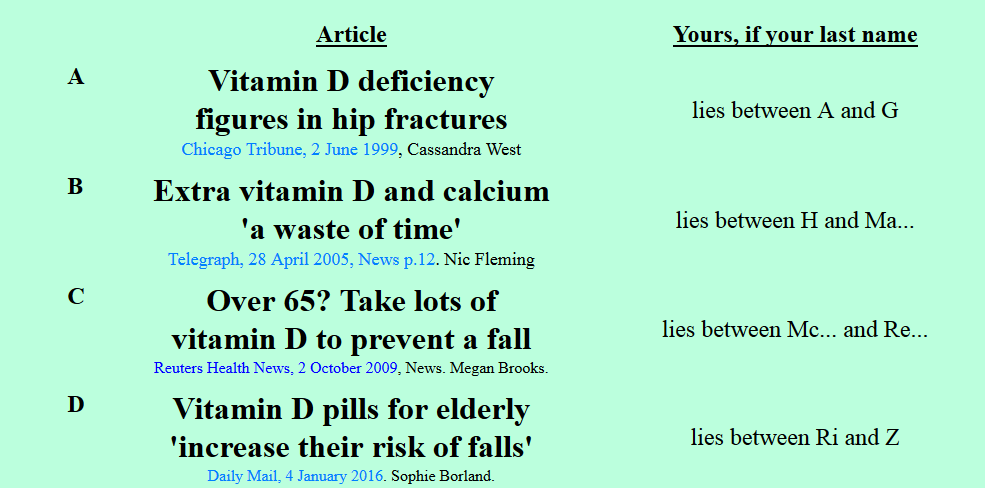 Article
Yours, if your last name
A
Vitamin D deficiency
figures in hip fractures
Chicago Tribune, 2 June 1999, Cassandra West
lies between A and G
B
Extra vitamin D and calcium
'a waste of time'
Telegraph, 28 April 2005, News p.12. Nic Fleming
lies between H and Ma...
C
Over 65? Take lots of
vitamin D to prevent a fall
Reuters Health News, 2 October 2009, News. Megan Brooks.
lies between Mc... and Re...
D
Vitamin D pills for elderly
'increase their risk of falls'
Daily Mail, 4 January 2016. Sophie Borland.
lies between Ri and Z